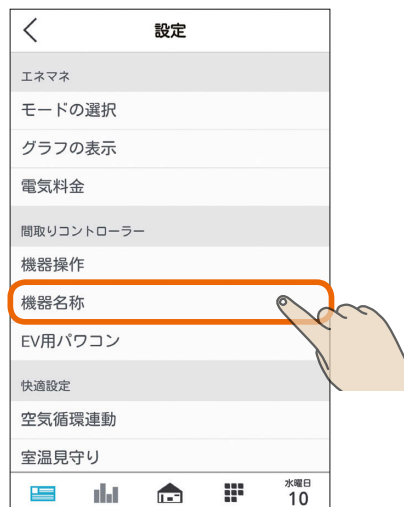 設定
エネマネ
モードの選択
グラフの表示
電気料金
間取りコントローラー
機器操作
機器名称
EV用パワコン
快適設定
空気循環連動
室温見守り
水曜日
10